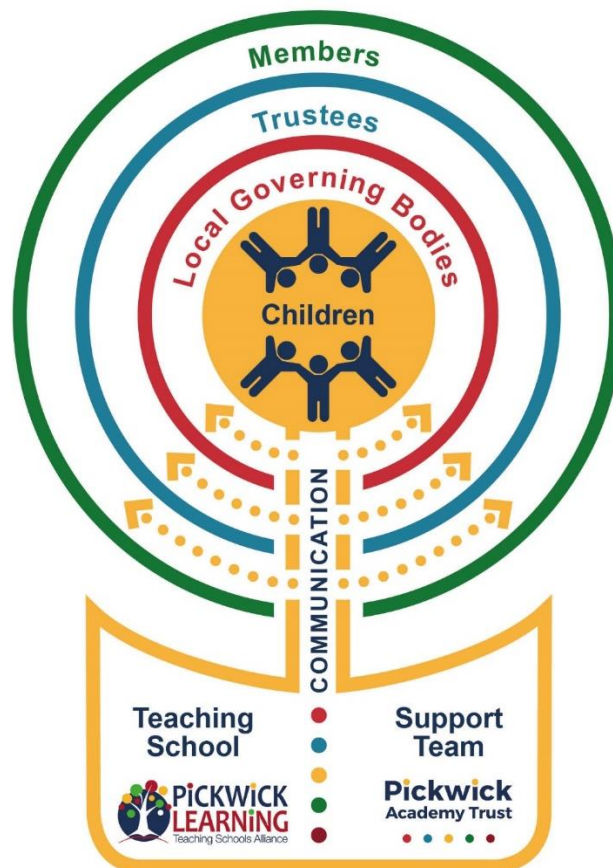 Members
Trustees
Local Governing Bodies
Children
COMMUNICATION
Teaching
School
PiCKWiCK
LEARNiNG
Teaching Schools Alliance
Support
Team
Pickwick
Academy Trust